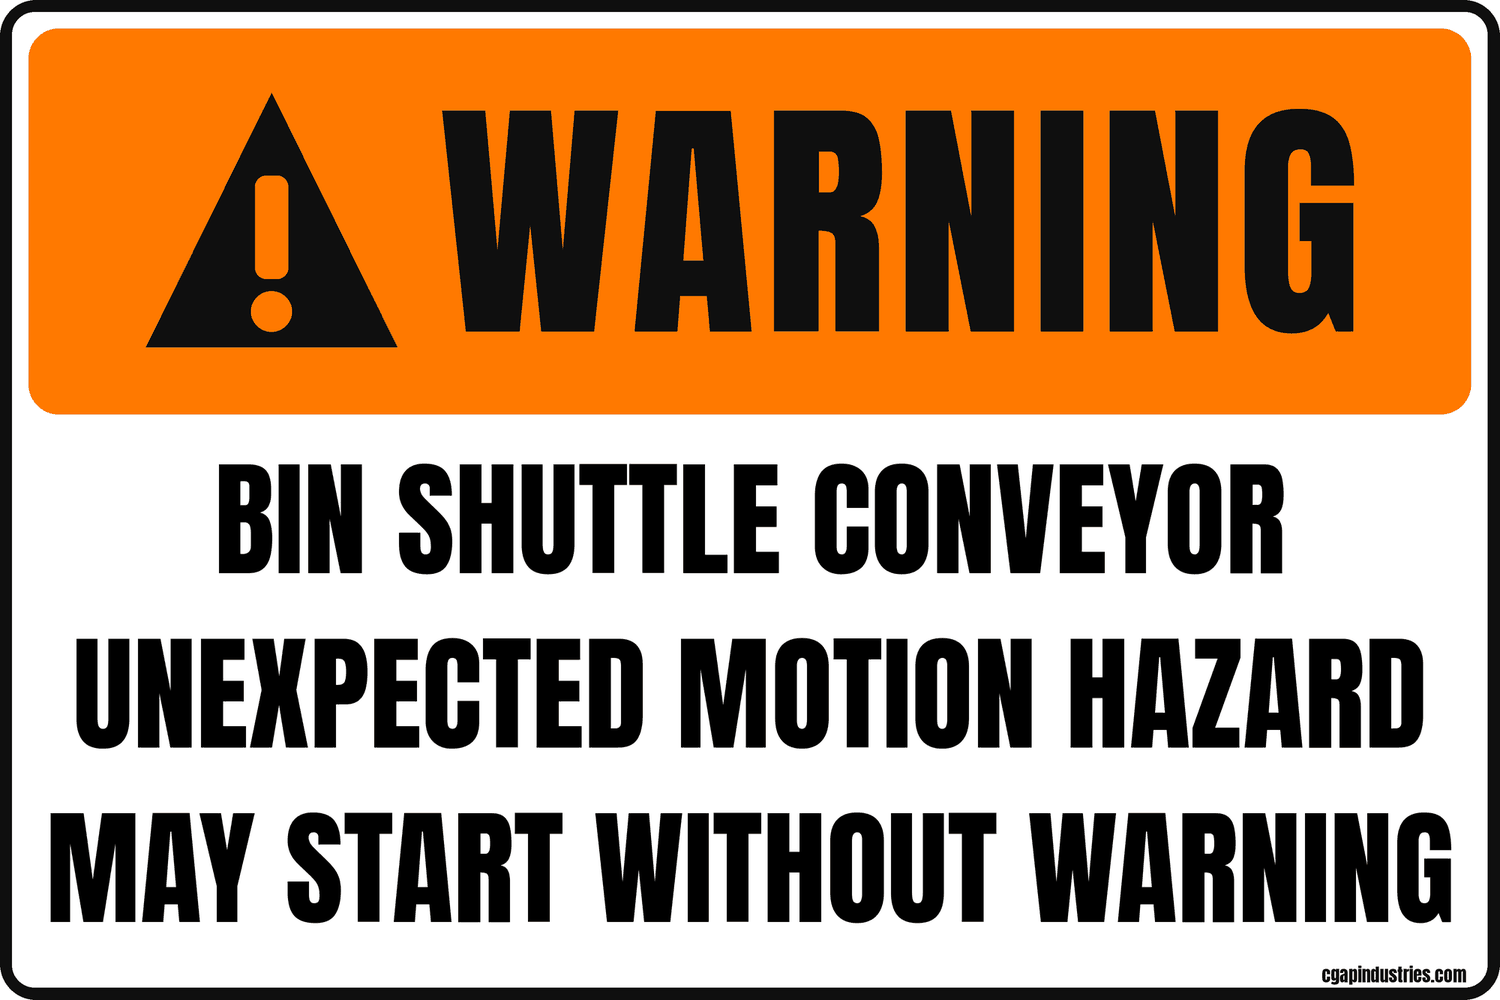 WARNING
BIN SHUTTLE CONVEYOR
UNEXPECTED MOTION HAZARD
MAY START WITHOUT WARNING
cgapindustries.com